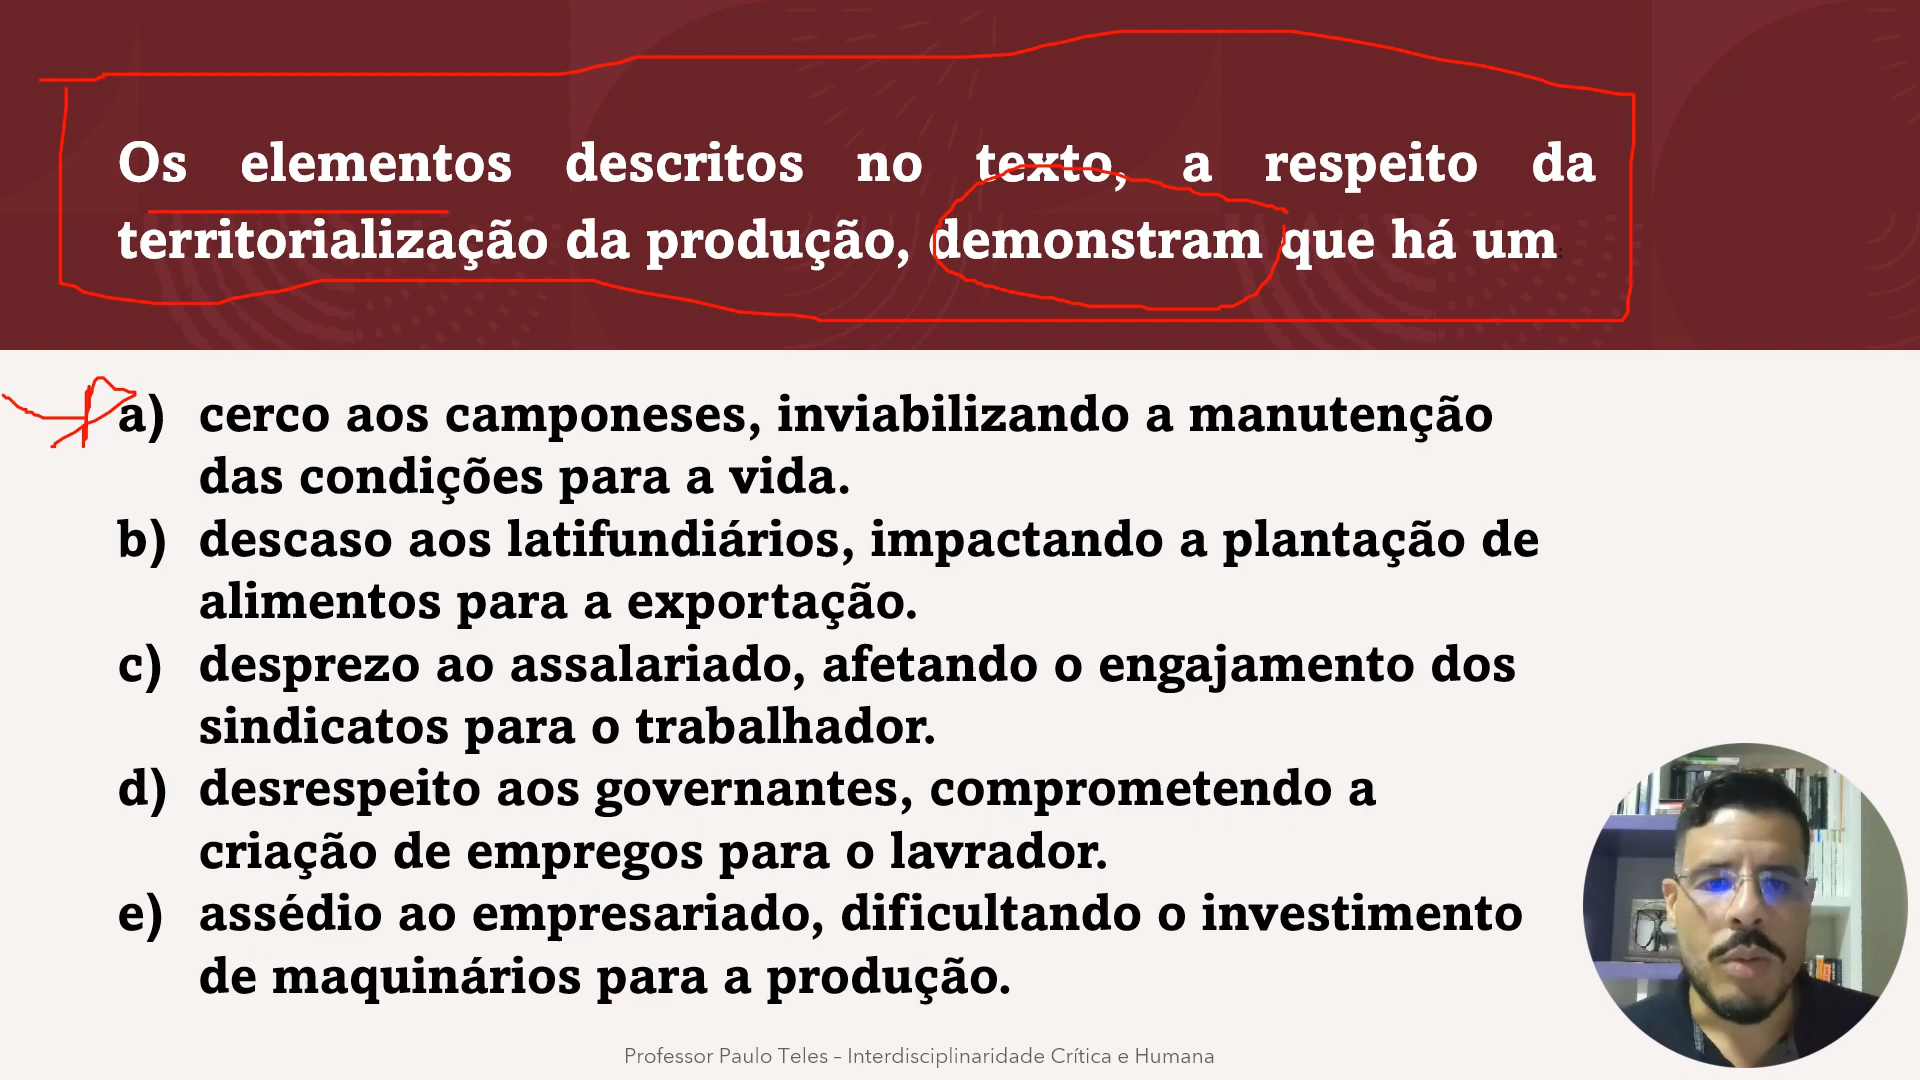 Os elementos descritos no texto, a respeito da
territorialização da produção, demonstram que há um:
a) cerco aos camponeses, inviabilizando a manutenção
das condições para a vida.
b) descaso aos latifundiários, impactando a plantação de
alimentos para a exportação.
c) desprezo ao assalariado, afetando o engajamento dos
sindicatos para o trabalhador.
d) desrespeito aos governantes, comprometendo a
criação de empregos para o lavrador.
e) assédio ao empresariado, dificultando o investimento
de maquinários para a produção.
Professor Paulo Teles – Interdisciplinaridade Crítica e Humana